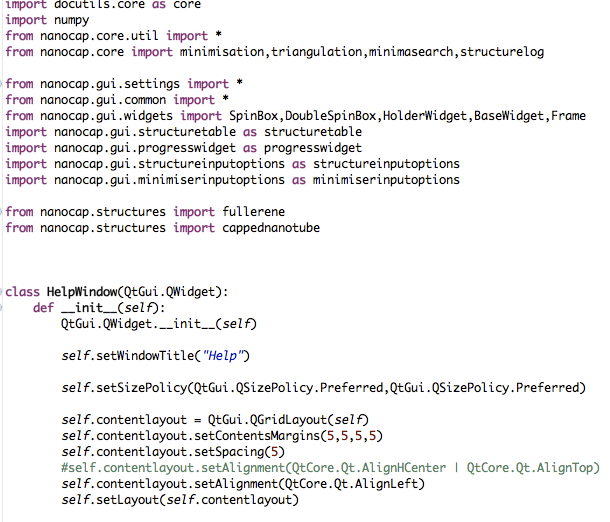 import docutils.core as core
import numpy
from nanocap.core.util import *
from nanocap.core import minimisation,triangulation,minimasearch,structurelog
from nanocap.gui.settings import *
from nanocap.gui.common import *
from nanocap.gui.widgets import SpinBox,DoubleSpinBox,HolderWidget,BaseWidget,Frame
import nanocap.gui.structuretable as structuretable
import nanocap.gui.progresswidget as progresswidget
import nanocap.gui.structureinputoptions as structureinputoptions
import nanocap.gui.minimiserinputoptions as minimiserinputoptions
from nanocap.structures import fullerene
from nanocap.structures import cappednanotube
class HelpWindow(QtGui.QWidget):
    def __init__(self):
        QtGui.QWidget.__init__(self)
        self.setWindowTitle("Help")
        self.setSizePolicy(QtGui.QSizePolicy.Preferred,QtGui.QSizePolicy.Preferred)
        self.contentlayout = QtGui.QGridLayout(self)
        self.contentlayout.setContentsMargins(5,5,5,5)
        self.contentlayout.setSpacing(5)
        #self.contentlayout.setAlignment(QtCore.Qt.AlignHCenter | QtCore.Qt.AlignTop)
        self.contentlayout.setAlignment(QtCore.Qt.AlignLeft)
        self.setLayout(self.contentlayout)